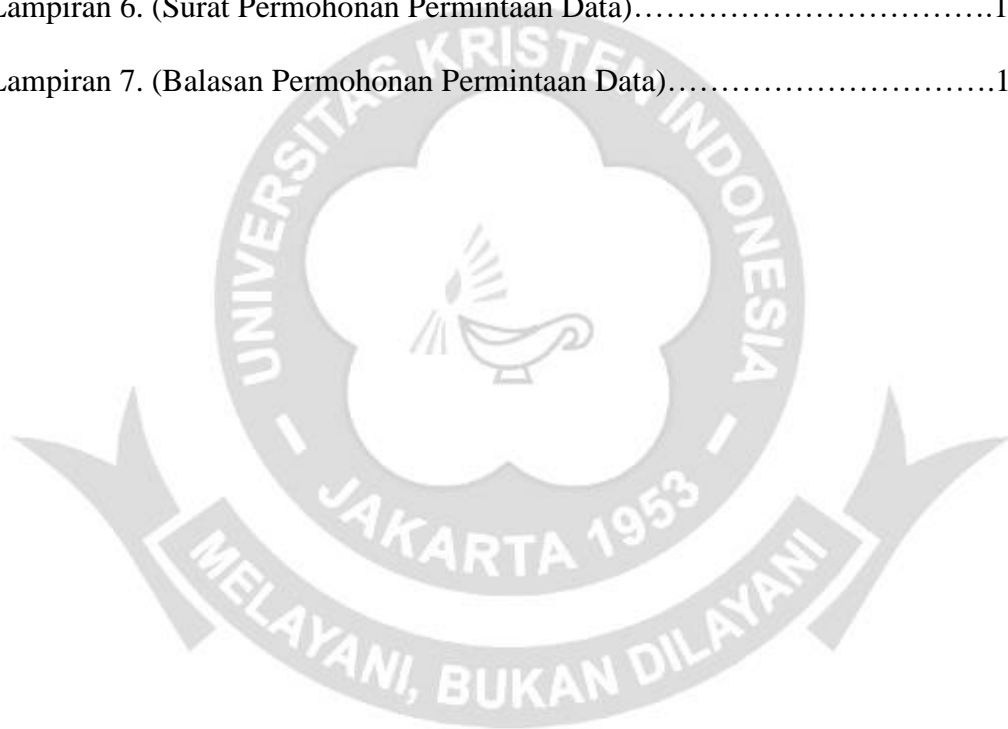 Lampiran 6. (Surat Permohonan Permintaan Data)…………………………….1
Lampiran 7. (Balasan Permohonan Permintaan Data)………………………….1
UNIVERSITAS KRISTEN INDONESIA
- JAKARTA 1953 -
MELAYANI, BUKAN DILAYANI